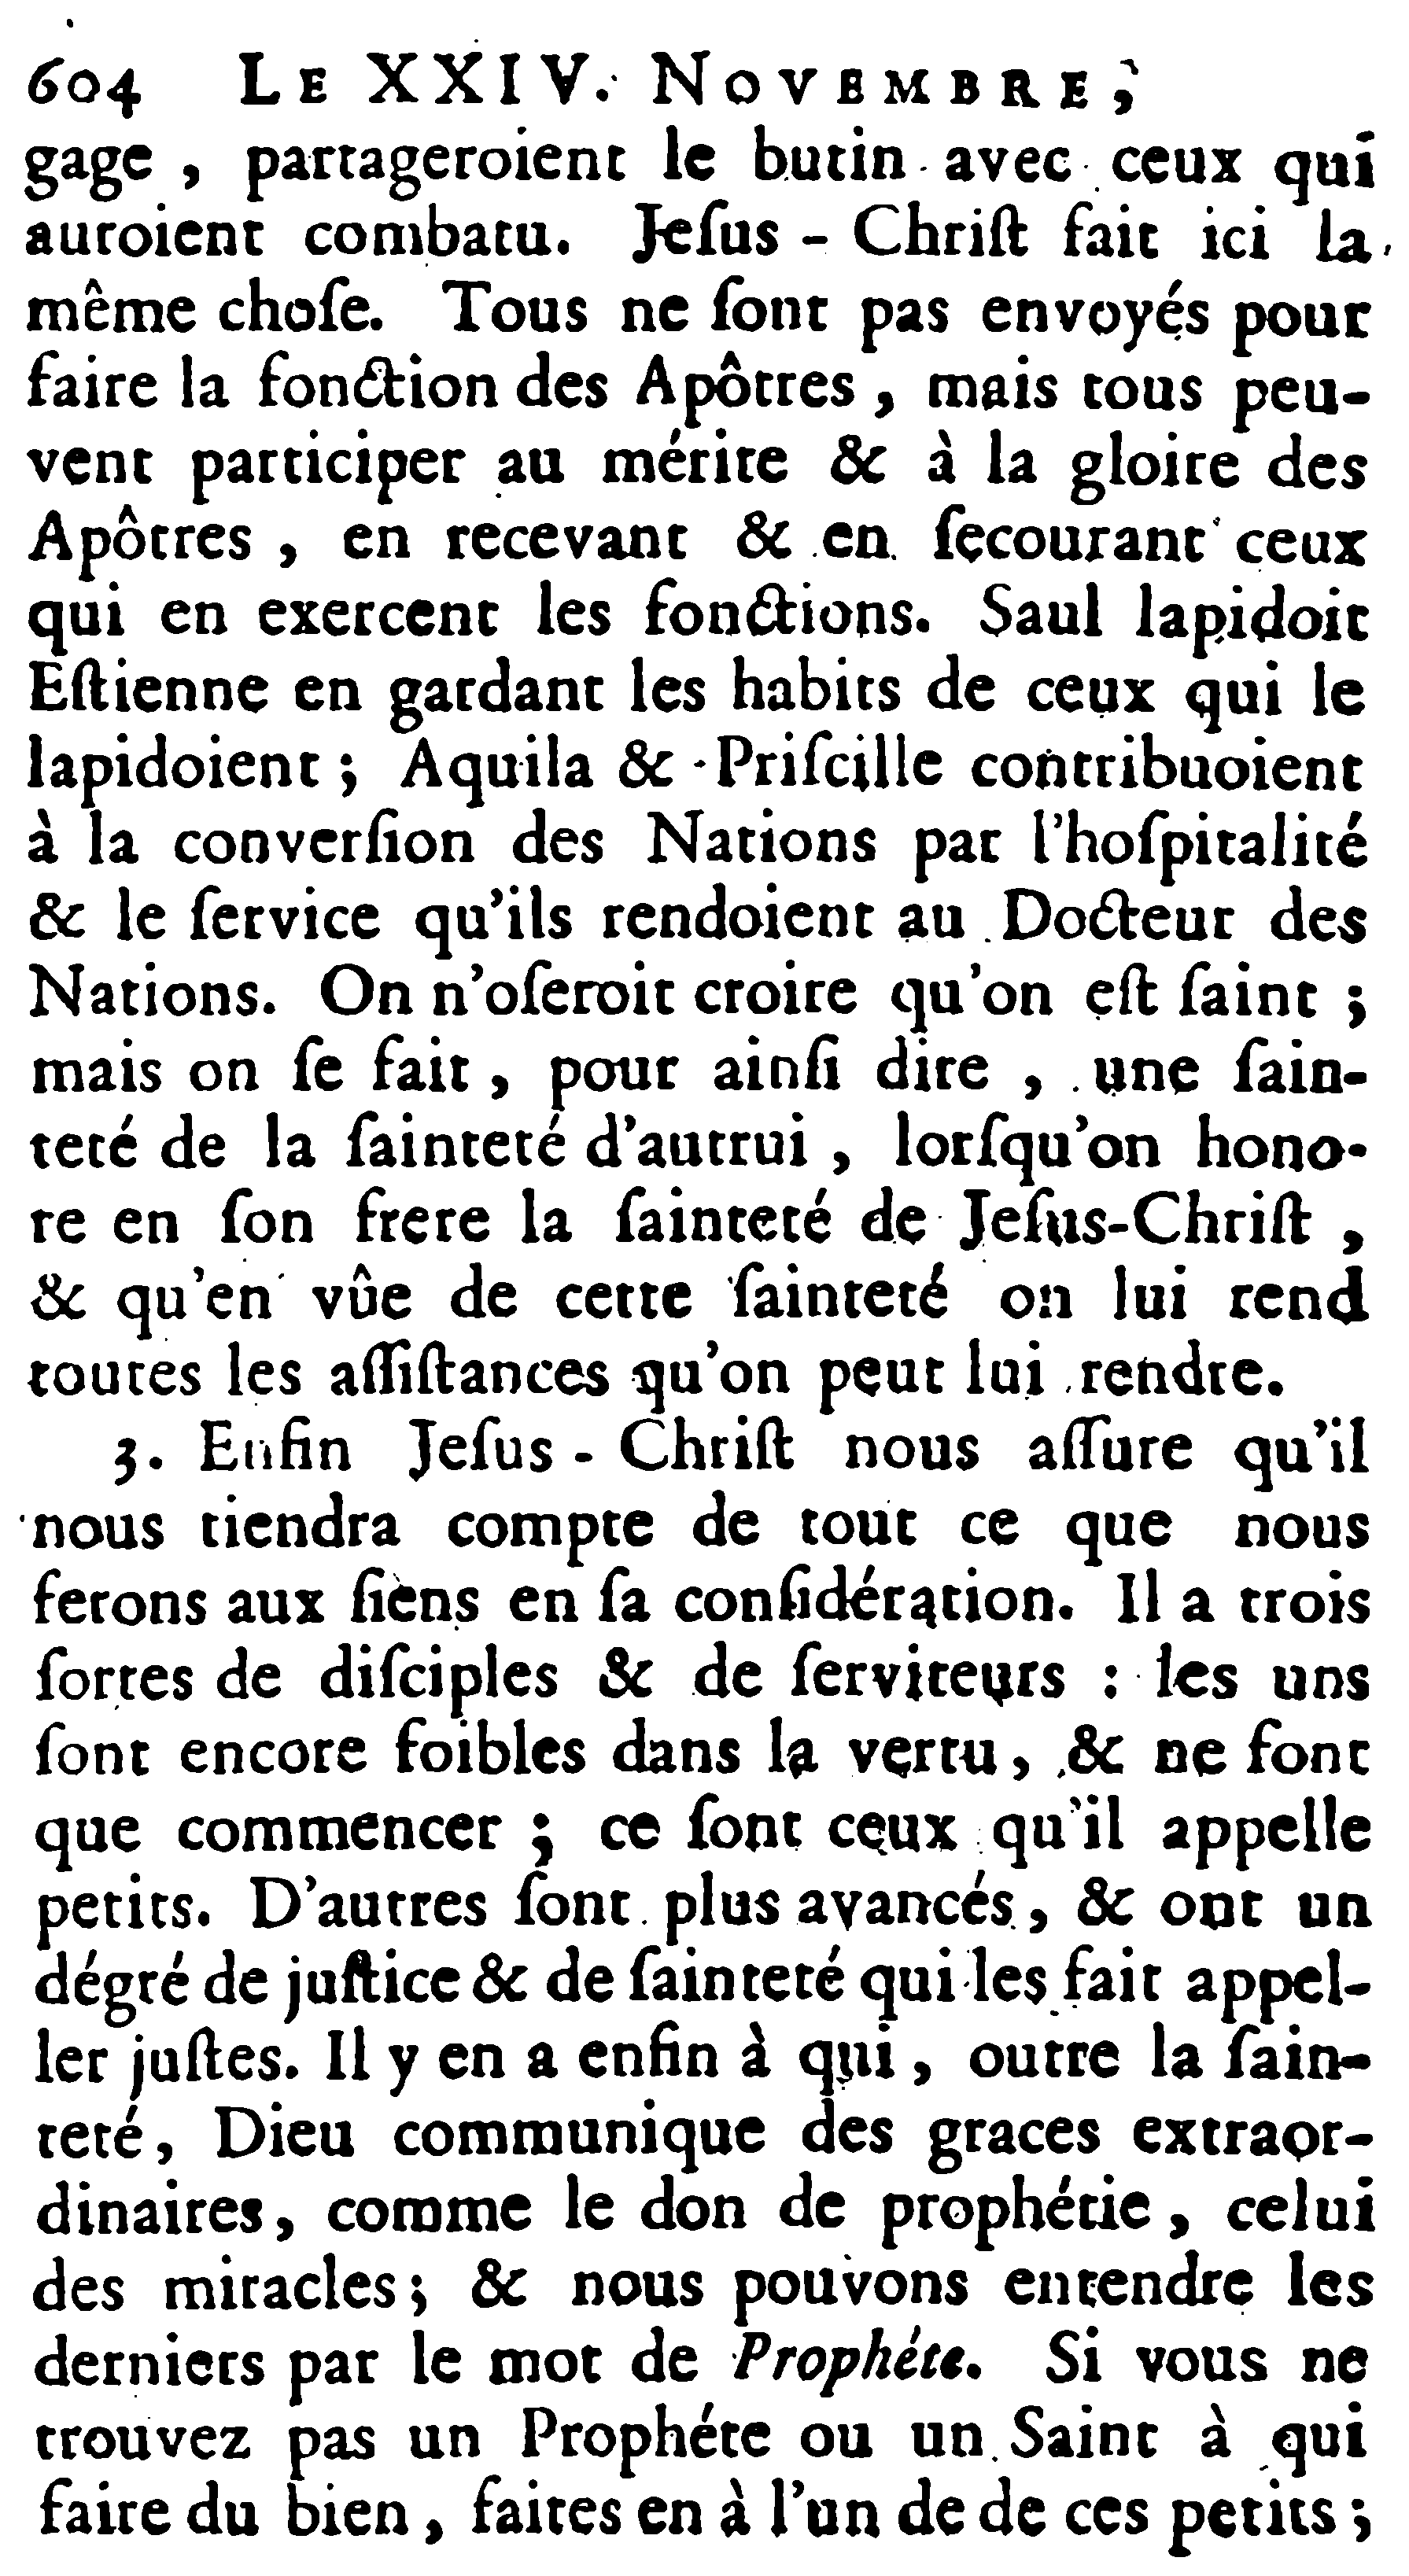 604 LE XXIV. NOVEMBRE,
gage , partageroient le butin avec ceux qui
auroient combatu. Jeſus - Chriſt fait ici la
même choſe. Tous ne ſont pas envoyés pour
faire la fonction des Apôtres , mais tous peu-
vent participer au mérite & à la gloire des
Apôtres , en recevant & en ſecourant ceux
qui en exercent les fonctions. Saul lapidoit
Eſtienne en gardant les habits de ceux qui le
lapidoient ; Aquila & Priſcille contribuoient
à la converſion des Nations par l'hoſpitalité
& le ſervice qu'ils rendoient au Docteur des
Nations. On n'oſeroit croire qu'on eſt ſaint ;
mais on ſe fait , pour ainſi dire , une ſain-
teté de la ſainteté d'autrui , lorſqu'on hono-
re en ſon frere la ſainteté de Jeſus-Chriſt ,
& qu'en vûe de cette ſainteté on lui rend
toutes les aſſiſtances qu'on peut lui rendre.
3. Enfin Jeſus - Chriſt nous aſſure qu'il
nous tiendra compte de tout ce que nous
ferons aux ſiens en ſa conſidération. Il a trois
ſortes de diſciples & de ſerviteurs : les uns
ſont encore foibles dans la vertu, & ne font
que commencer ; ce ſont ceux qu'il appelle
petits. D'autres ſont plus avancés, & ont un
dégré de juſtice & de ſainteté qui les fait appel-
ler juſtes. Il y en a enfin à qui , outre la ſain-
teté, Dieu communique des graces extraor-
dinaires, comme le don de prophétie, celui
des miracles; & nous pouvons entendre les
derniers par le mot de Prophéte. Si vous ne
trouvez pas un Prophéte ou un Saint à qui
faire du bien, faites en à l'un de de ces petits ;